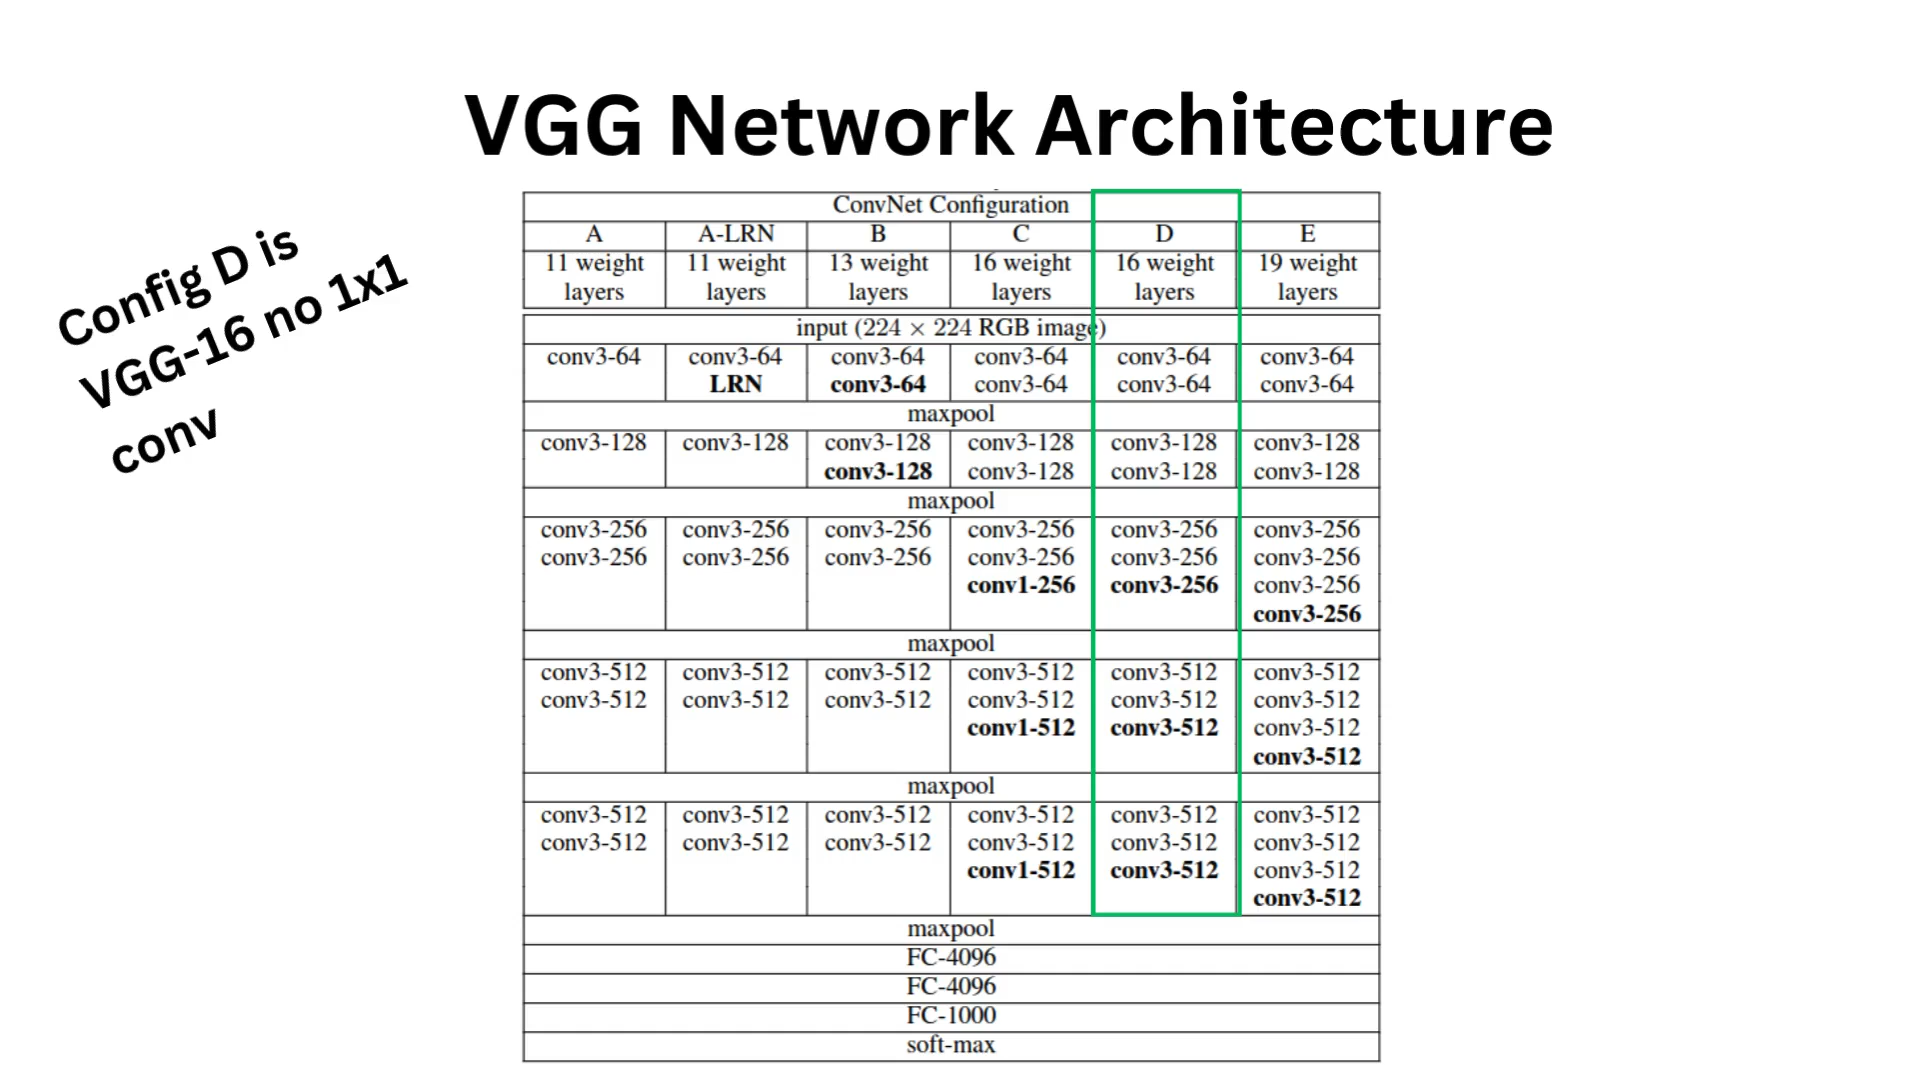 VGG Network Architecture
Config D is
VGG-16 no 1x1
conv
ConvNet Configuration
A A-LRN B C D E
11 weight 11 weight 13 weight 16 weight 16 weight 19 weight
layers layers layers layers layers layers
input (224 × 224 RGB image)
conv3-64 conv3-64 conv3-64 conv3-64 conv3-64 conv3-64
LRN conv3-64 conv3-64 conv3-64 conv3-64
maxpool
conv3-128 conv3-128 conv3-128 conv3-128 conv3-128 conv3-128
conv3-128 conv3-128 conv3-128 conv3-128
maxpool
conv3-256 conv3-256 conv3-256 conv3-256 conv3-256 conv3-256
conv3-256 conv3-256 conv3-256 conv3-256 conv3-256 conv3-256
conv1-256 conv3-256 conv3-256
conv3-256
maxpool
conv3-512 conv3-512 conv3-512 conv3-512 conv3-512 conv3-512
conv3-512 conv3-512 conv3-512 conv3-512 conv3-512 conv3-512
conv1-512 conv3-512 conv3-512
conv3-512
maxpool
conv3-512 conv3-512 conv3-512 conv3-512 conv3-512 conv3-512
conv3-512 conv3-512 conv3-512 conv3-512 conv3-512 conv3-512
conv1-512 conv3-512 conv3-512
conv3-512
maxpool
FC-4096
FC-4096
FC-1000
soft-max